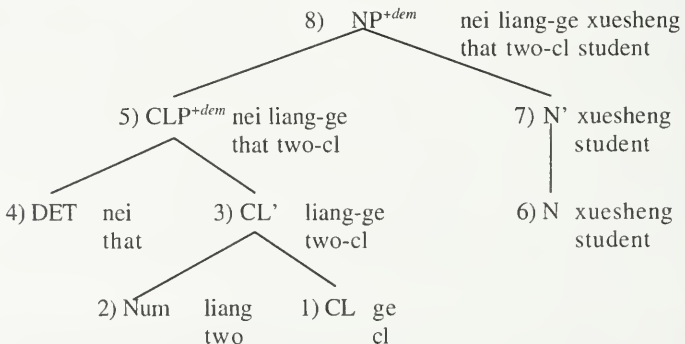 8) NP+dem nei liang-ge xuesheng
that two-cl student
5) CLP+dem nei liang-ge
that two-cl
7) N' xuesheng
student
4) DET nei
that
3) CL' liang-ge
two-cl
6) N xuesheng
student
2) Num liang
two
1) CL ge
cl